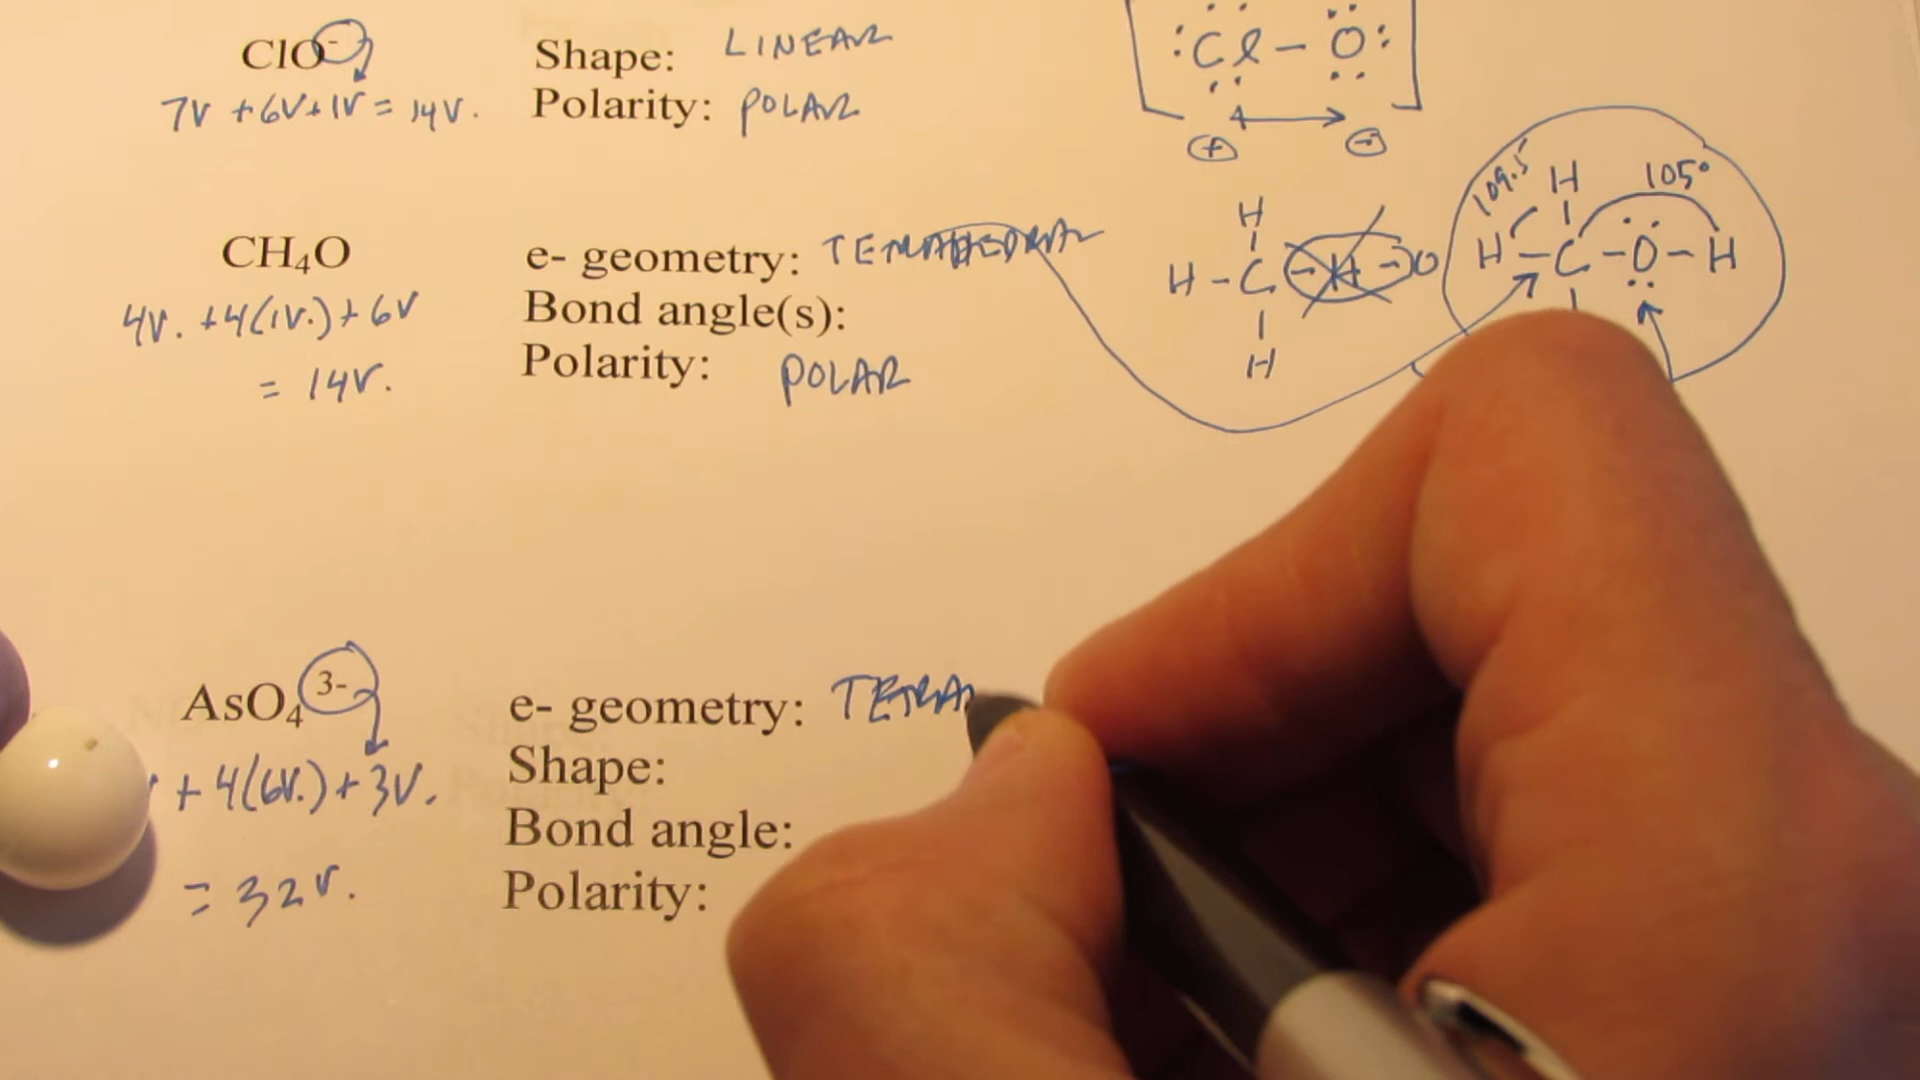 ClO- Shape: LINEAR
7V + 6V + 1V = 14V. Polarity: POLAR
:Cl - O:
+ -
CH4O e- geometry: TETRAHEDRAL
4V. + 4(1V.) + 6V Bond angle(s):
= 14V. Polarity: POLAR
H
H - C - H - O
H
109.5 H 105°
H - C - O - H
AsO4 3- e- geometry: TETRA
+ 4(6V.) + 3V. Shape:
= 32V. Bond angle:
Polarity: